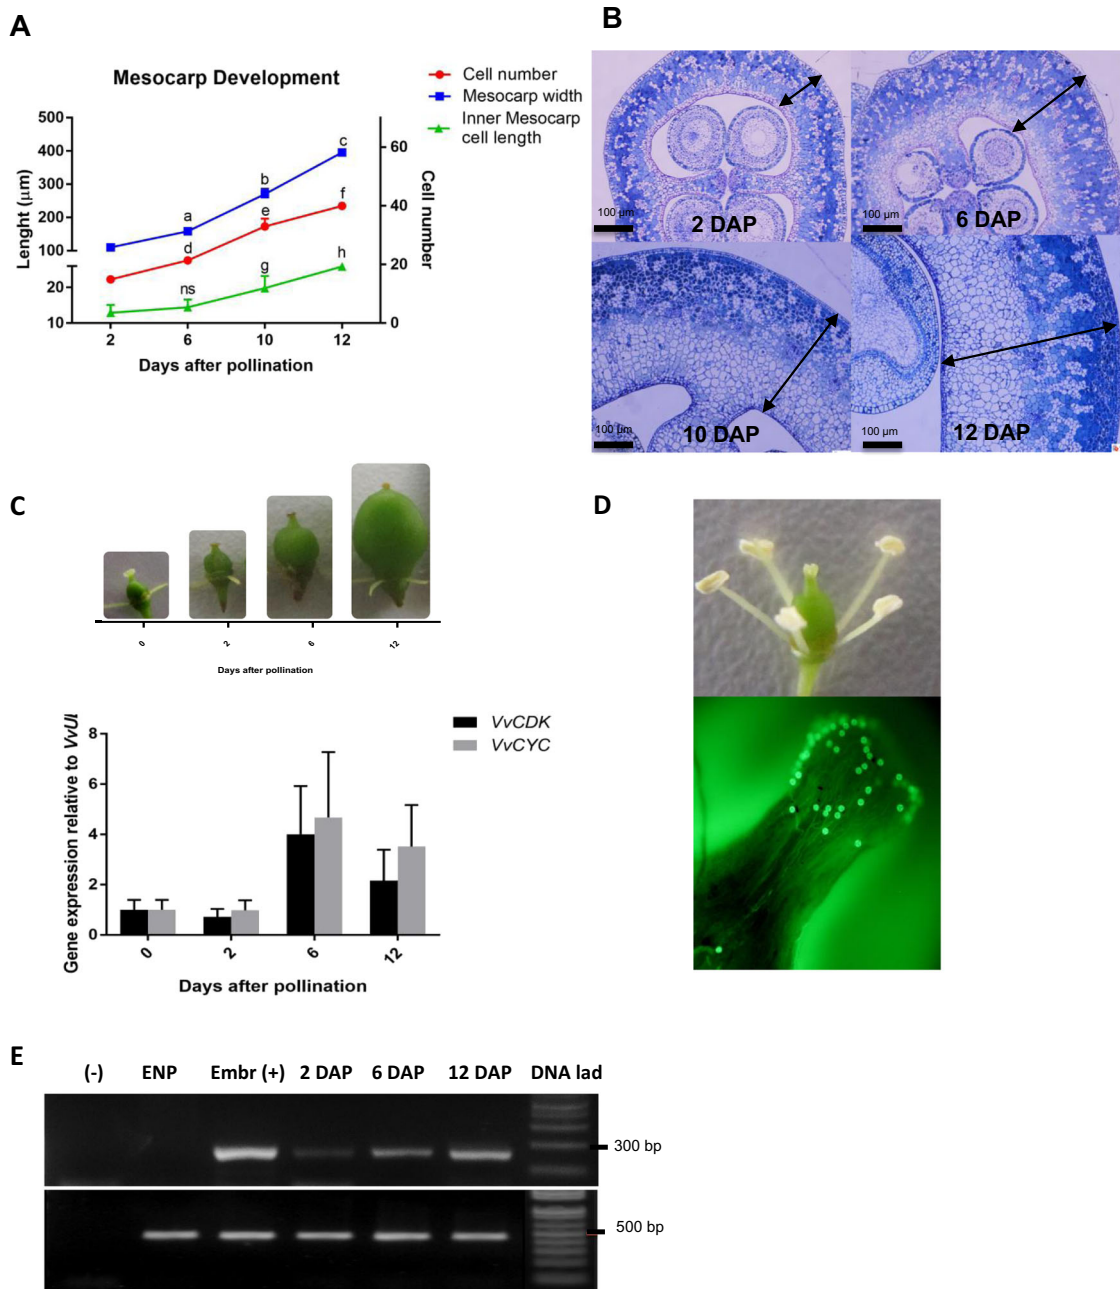 A
B
Mesocarp Development
Cell number
Mesocarp width
Inner Mesocarp
cell length
500
400
300
200
100
20
10
Lenght (μm)
60
40
20
0
Cell number
a
b
c
d
e
f
ns
g
h
2
6
10
12
Days after pollination
100 μm
2 DAP
100 μm
6 DAP
100 μm
10 DAP
100 μm
12 DAP
C
D
0
2
6
12
Days after pollination
Gene expression relative to VvUI
8
6
4
2
0
VvCDK
VvCYC
0
2
6
12
Days after pollination
E
(-) ENP Embr (+) 2 DAP 6 DAP 12 DAP DNA lad
300 bp
500 bp